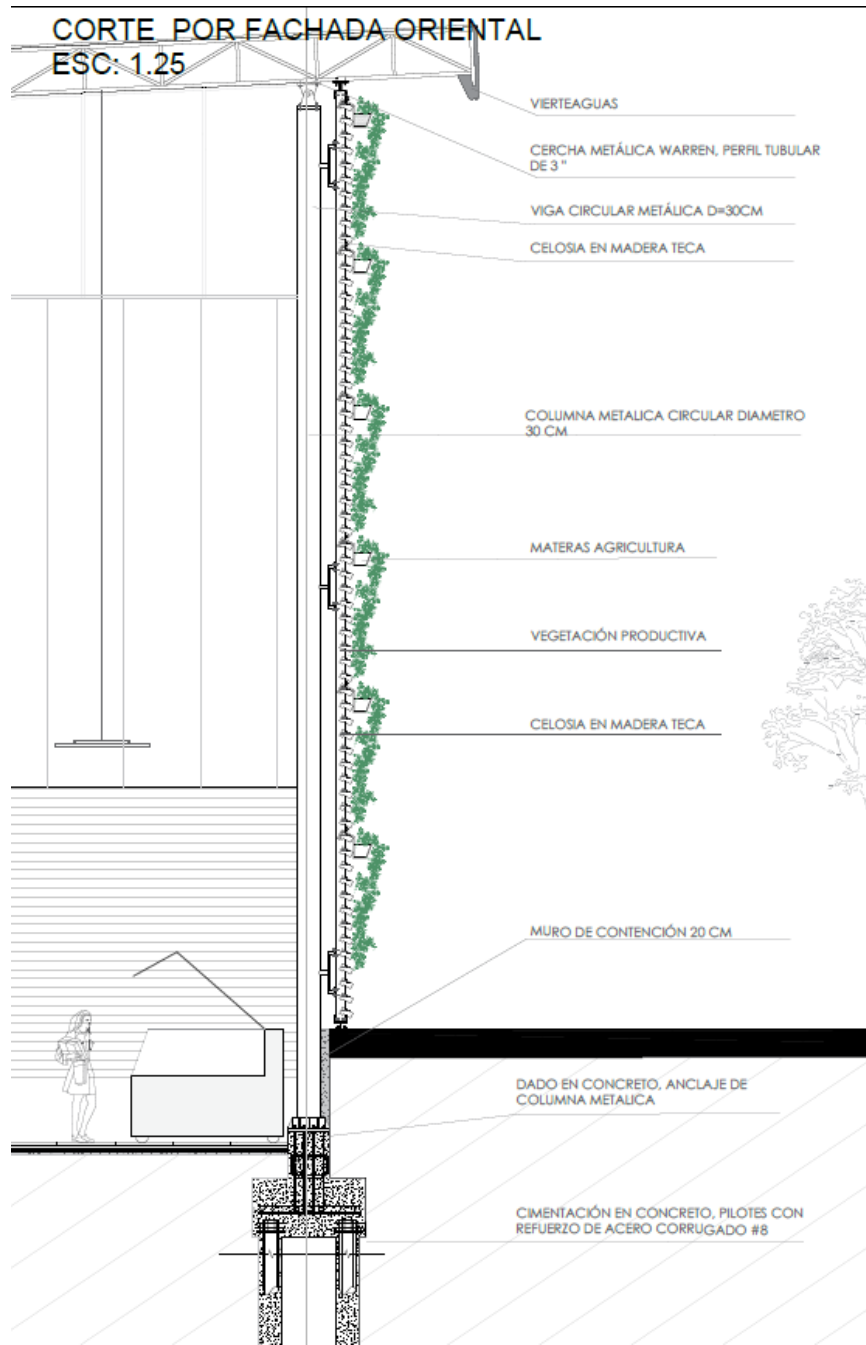 CORTE POR FACHADA ORIENTAL
ESC: 1.25
VIERTEAGUAS
CERCHA METÁLICA WARREN, PERFIL TUBULAR
DE 3 "
VIGA CIRCULAR METÁLICA D=30CM
CELOSIA EN MADERA TECA
COLUMNA METALICA CIRCULAR DIAMETRO
30 CM
MATERAS AGRICULTURA
VEGETACIÓN PRODUCTIVA
CELOSIA EN MADERA TECA
MURO DE CONTENCIÓN 20 CM
DADO EN CONCRETO, ANCLAJE DE
COLUMNA METALICA
CIMENTACIÓN EN CONCRETO, PILOTES CON
REFUERZO DE ACERO CORRUGADO #8